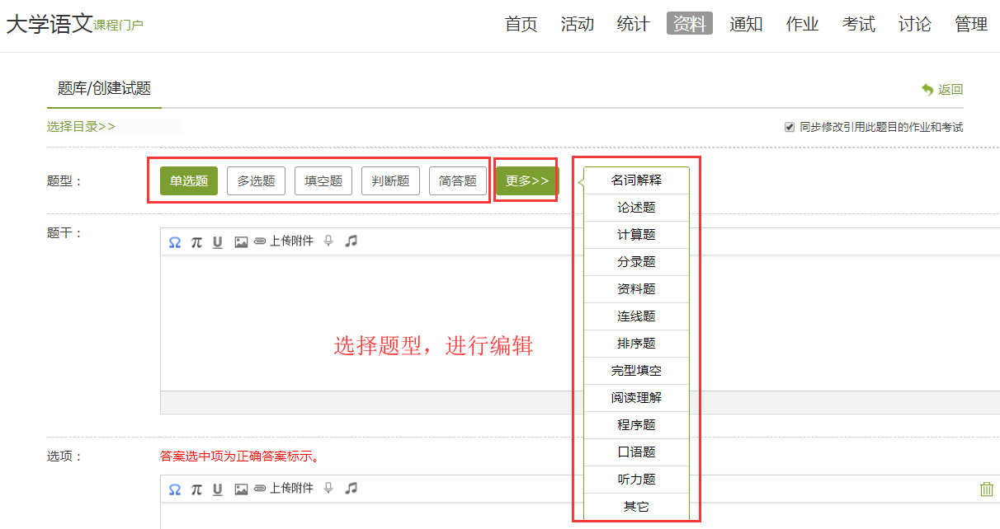 大学语文课程门户 首页 活动 统计 资料 通知 作业 考试 讨论 管理
题库/创建试题 返回
选择目录>> 同步修改引用此题目的作业和考试
题型： 单选题 多选题 填空题 判断题 简答题 更多>>
名词解释
论述题
计算题
分录题
资料题
连线题
排序题
完型填空
阅读理解
程序题
口语题
听力题
其它
题干：
Ω π U 上传附件
选择题型，进行编辑
选项： 答案选中项为正确答案标示。
Ω π U 上传附件